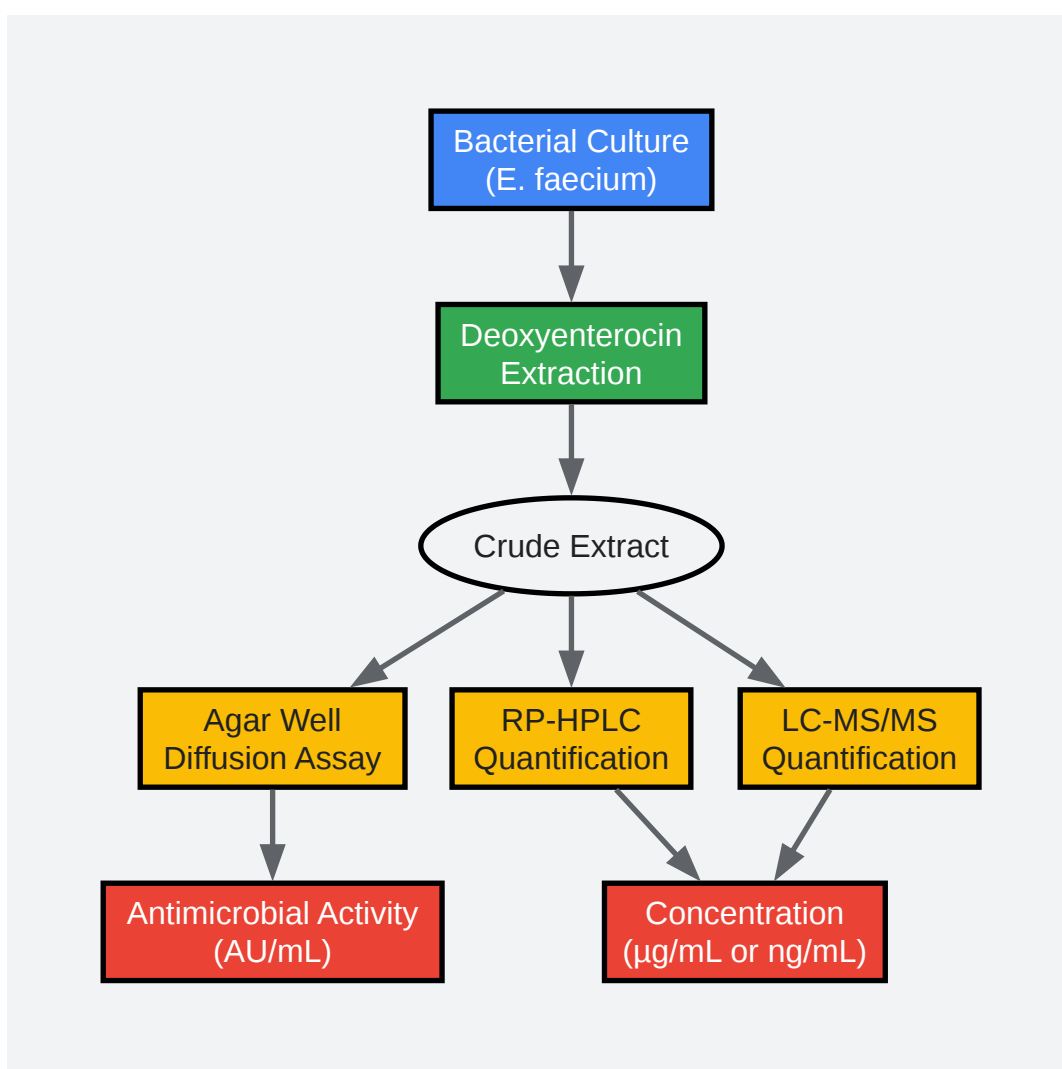 Bacterial Culture
(E. faecium)
Deoxyenterocin
Extraction
Crude Extract
Agar Well
Diffusion Assay
RP-HPLC
Quantification
LC-MS/MS
Quantification
Antimicrobial Activity
(AU/mL)
Concentration
(µg/mL or ng/mL)